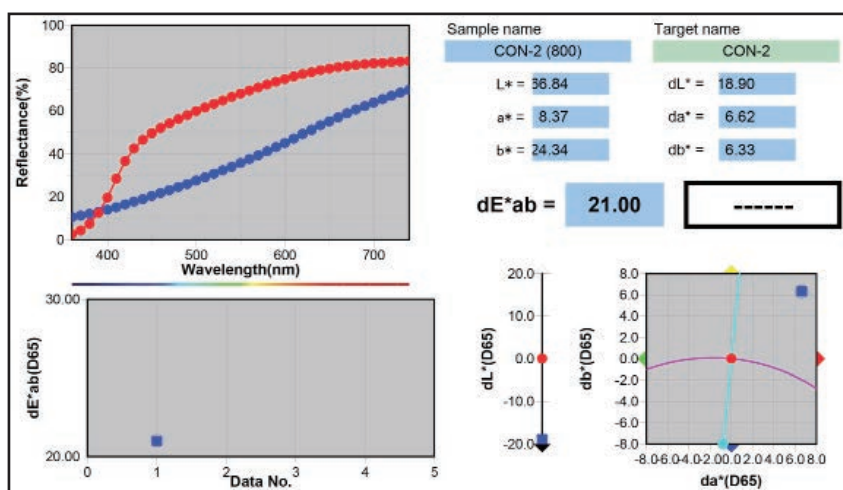 Sample name
Target name
CON-2 (800)
CON-2
L* = 66.84
dL* = 18.90
a* = 8.37
da* = 6.62
b* = 24.34
db* = 6.33
dE*ab = 21.00
------
Reflectance(%)
100
80
60
40
20
0
400 500 600 700
Wavelength(nm)
dE*ab(D65)
30.00
20.00
0 1 2 3 4 5
Data No.
dL*(D65)
20.0
10.0
0.0
-10.0
-20.0
db*(D65)
8.0
6.0
4.0
2.0
0.0
-2.0
-4.0
-6.0
-8.0
-8.0-6.0-4.0-2.00.0 2.0 4.0 6.0 8.0
da*(D65)